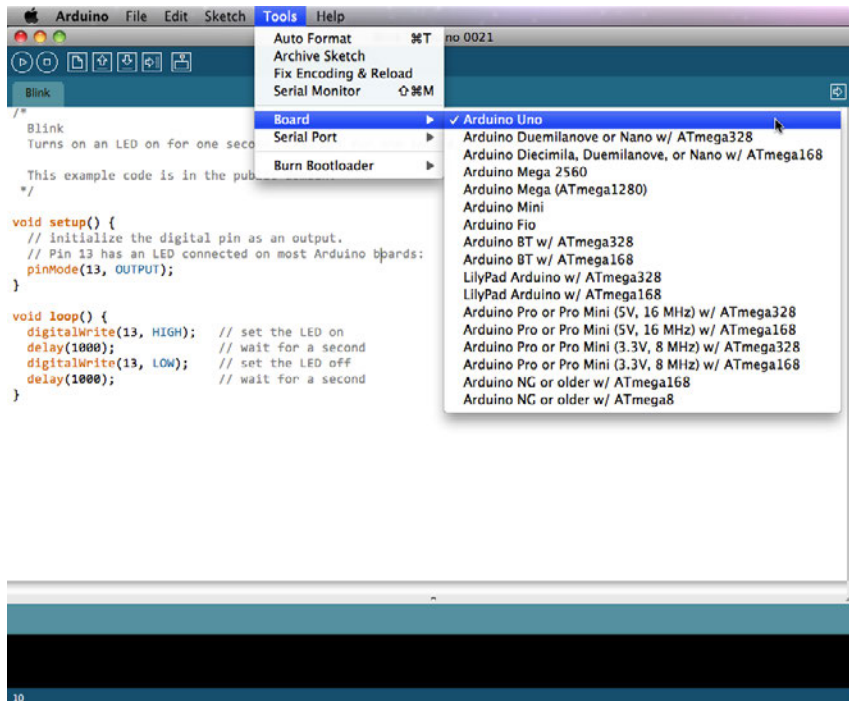 Arduino File Edit Sketch Tools Help
no 0021
Auto Format ⌘T
Archive Sketch
Fix Encoding & Reload
Serial Monitor ⇧⌘M
Board
Serial Port
Burn Bootloader
✓ Arduino Uno
Arduino Duemilanove or Nano w/ ATmega328
Arduino Diecimila, Duemilanove, or Nano w/ ATmega168
Arduino Mega 2560
Arduino Mega (ATmega1280)
Arduino Mini
Arduino Fio
Arduino BT w/ ATmega328
Arduino BT w/ ATmega168
LilyPad Arduino w/ ATmega328
LilyPad Arduino w/ ATmega168
Arduino Pro or Pro Mini (5V, 16 MHz) w/ ATmega328
Arduino Pro or Pro Mini (5V, 16 MHz) w/ ATmega168
Arduino Pro or Pro Mini (3.3V, 8 MHz) w/ ATmega328
Arduino Pro or Pro Mini (3.3V, 8 MHz) w/ ATmega168
Arduino NG or older w/ ATmega168
Arduino NG or older w/ ATmega8
Blink
/*
Blink
Turns on an LED on for one seco
This example code is in the pub
*/
void setup() {
// initialize the digital pin as an output.
// Pin 13 has an LED connected on most Arduino boards:
pinMode(13, OUTPUT);
}
void loop() {
digitalWrite(13, HIGH); // set the LED on
delay(1000); // wait for a second
digitalWrite(13, LOW); // set the LED off
delay(1000); // wait for a second
}
10